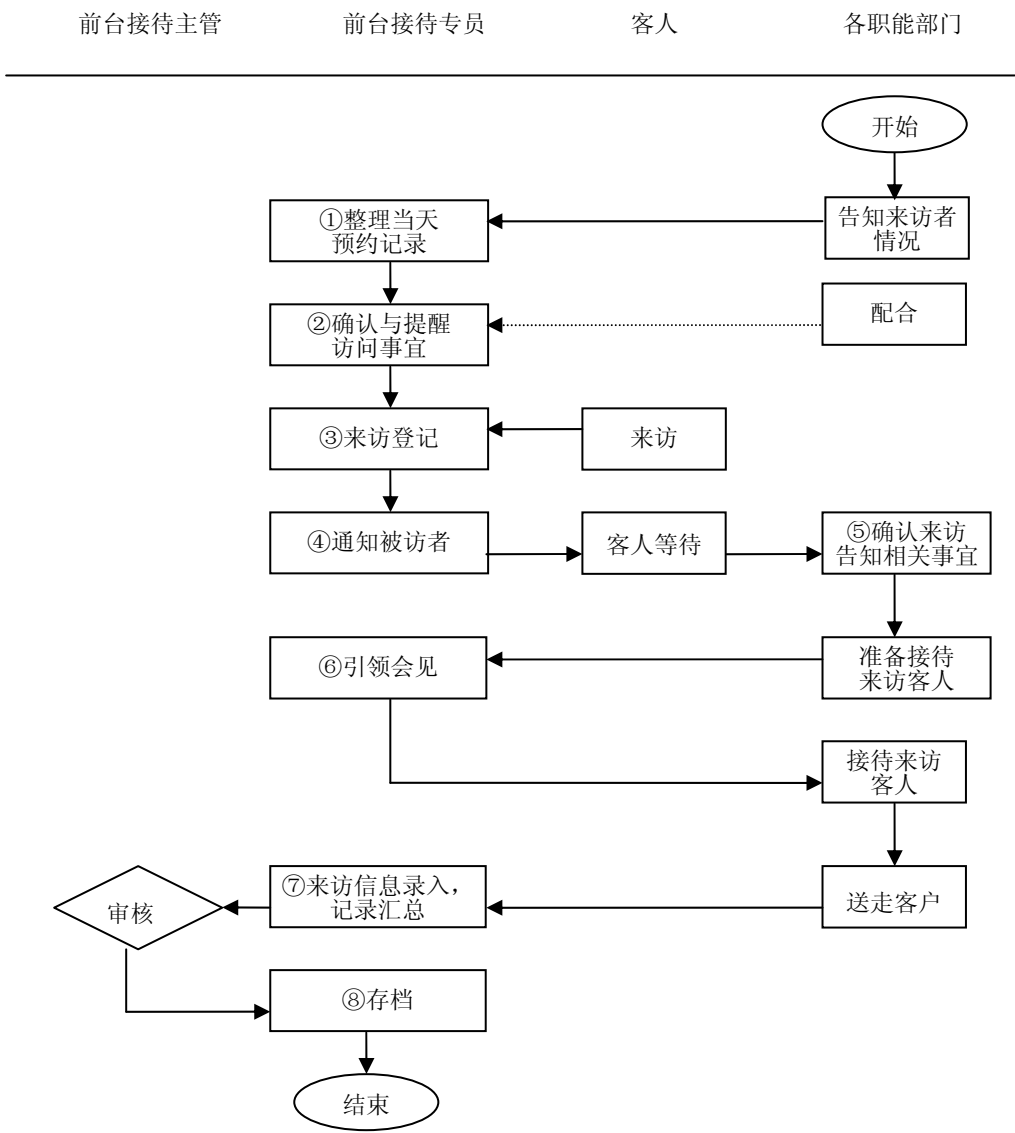 前台接待主管 前台接待专员 客人 各职能部门
开始
①整理当天
预约记录
告知来访者
情况
②确认与提醒
访问事宜
配合
③来访登记
来访
④通知被访者
客人等待
⑤确认来访
告知相关事宜
⑥引领会见
准备接待
来访客人
接待来访
客人
审核
⑦来访信息录入，
记录汇总
送走客户
⑧存档
结束